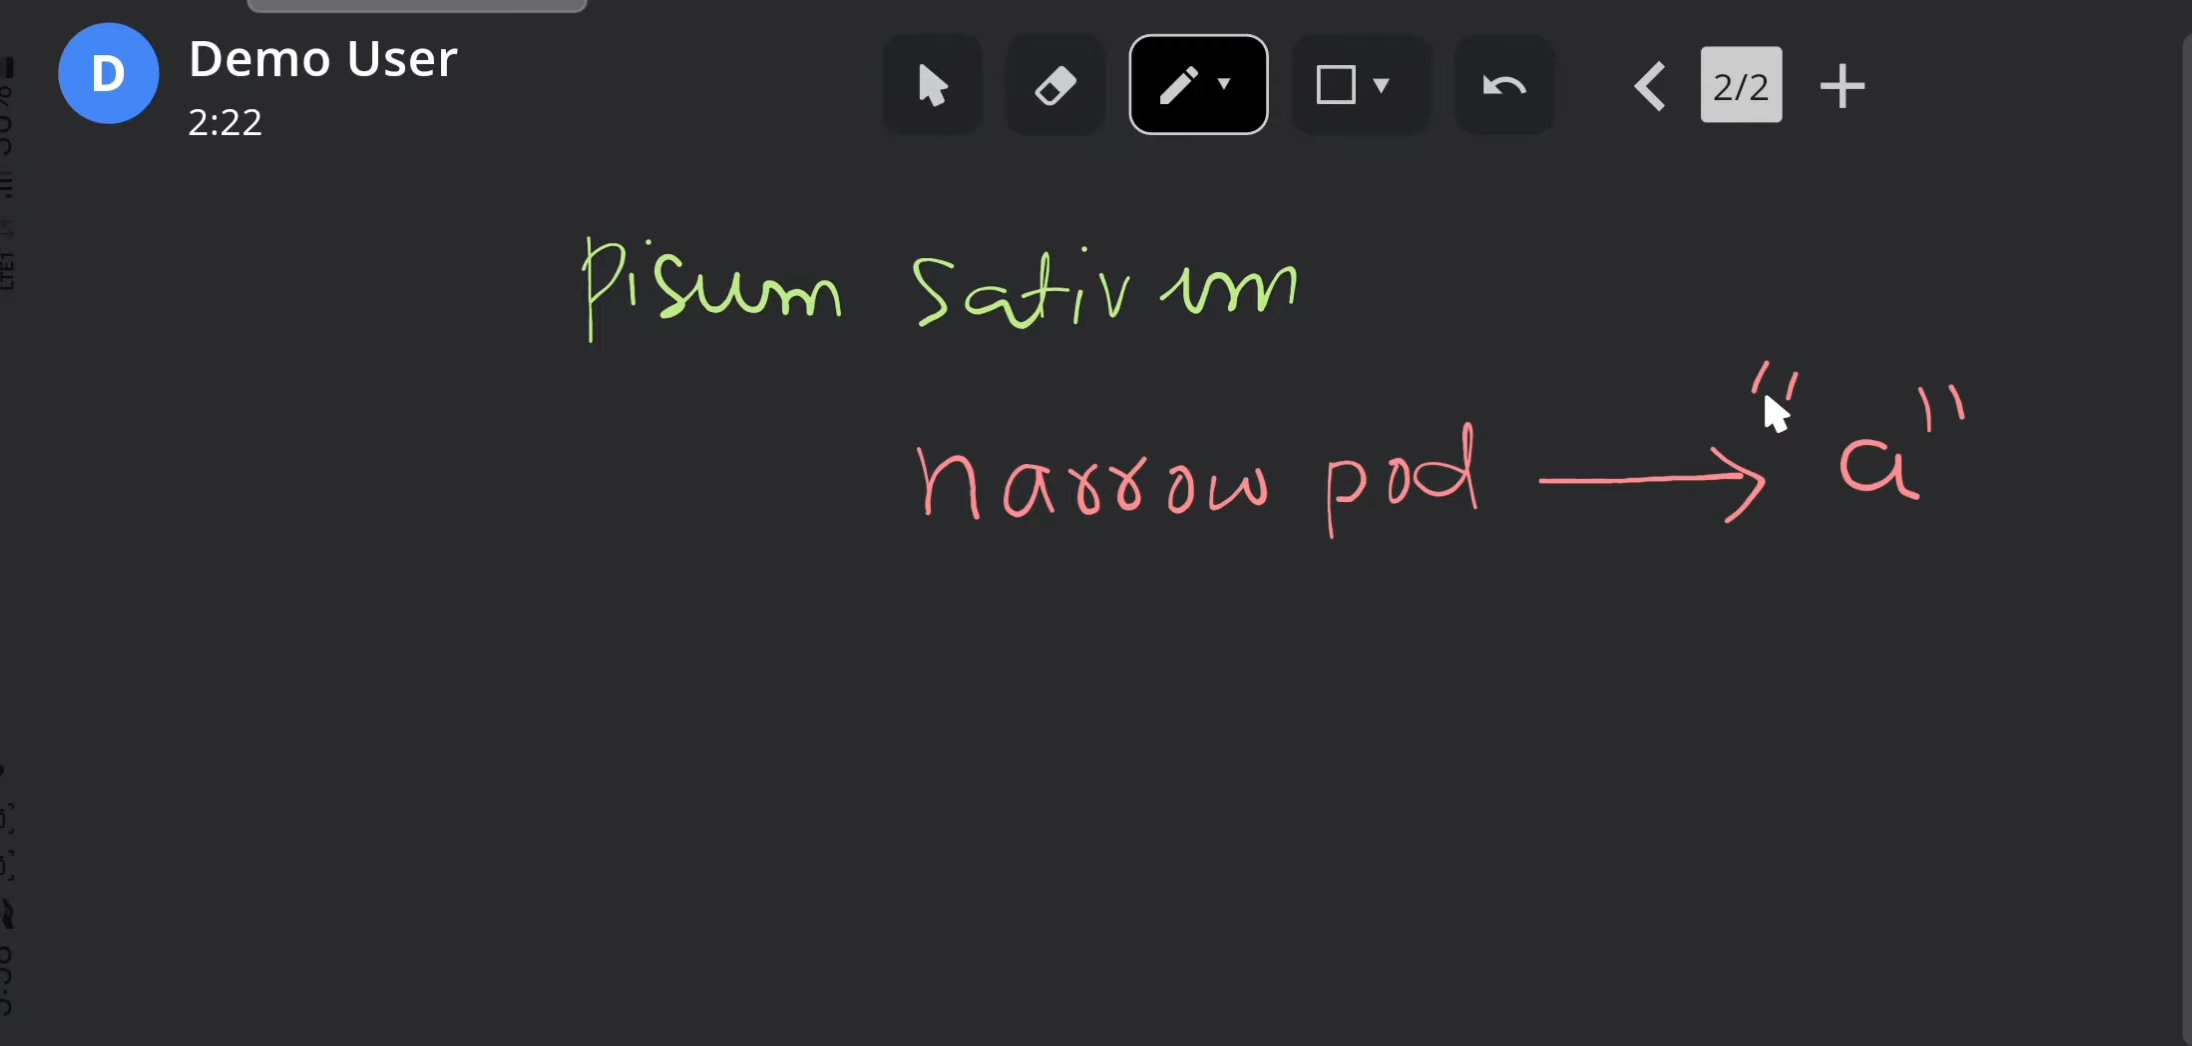 Demo User
2:22
2/2
Pisum Sativum
narrow pod → "a"